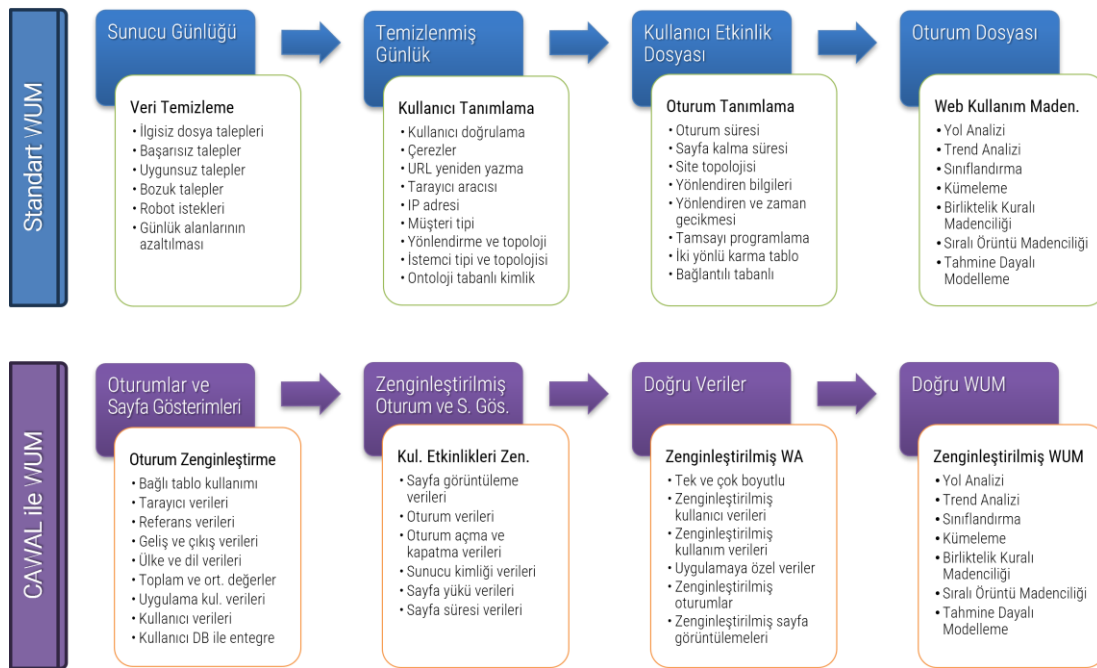 Standart WUM
Sunucu Günlüğü
Veri Temizleme
• İlgisiz dosya talepleri
• Başarısız talepler
• Uygunsuz talepler
• Bozuk talepler
• Robot istekleri
• Günlük alanlarının
azaltılması
Temizlenmiş
Günlük
Kullanıcı Tanımlama
• Kullanıcı doğrulama
• Çerezler
• URL yeniden yazma
• Tarayıcı aracısı
• IP adresi
• Müşteri tipi
• Yönlendirme ve topoloji
• İstemci tipi ve topolojisi
• Ontoloji tabanlı kimlik
Kullanıcı Etkinlik
Dosyası
Oturum Tanımlama
• Oturum süresi
• Sayfa kalma süresi
• Site topolojisi
• Yönlendiren bilgileri
• Yönlendiren ve zaman
gecikmesi
• Tamsayı programlama
• İki yönlü karma tablo
• Bağlantılı tabanlı
Oturum Dosyası
Web Kullanım Maden.
• Yol Analizi
• Trend Analizi
• Sınıflandırma
• Kümeleme
• Birliktelik Kuralı
Madenciliği
• Sıralı Örüntü Madenciliği
• Tahmine Dayalı
Modelleme
CAWAL ile WUM
Oturumlar ve
Sayfa Gösterimleri
Oturum Zenginleştirme
• Bağlı tablo kullanımı
• Tarayıcı verileri
• Referans verileri
• Geliş ve çıkış verileri
• Ülke ve dil verileri
• Toplam ve ort. değerler
• Uygulama kul. verileri
• Kullanıcı verileri
• Kullanıcı DB ile entegre
Zenginleştirilmiş
Oturum ve S. Gös.
Kul. Etkinlikleri Zen.
• Sayfa görüntüleme
verileri
• Oturum verileri
• Oturum açma ve
kapatma verileri
• Sunucu kimliği verileri
• Sayfa yükü verileri
• Sayfa süresi verileri
Doğru Veriler
Zenginleştirilmiş WA
• Tek ve çok boyutlu
• Zenginleştirilmiş
kullanıcı verileri
• Zenginleştirilmiş
kullanım verileri
• Uygulamaya özel veriler
• Zenginleştirilmiş
oturumlar
• Zenginleştirilmiş sayfa
görüntülemeleri
Doğru WUM
Zenginleştirilmiş WUM
• Yol Analizi
• Trend Analizi
• Sınıflandırma
• Kümeleme
• Birliktelik Kuralı
Madenciliği
• Sıralı Örüntü Madenciliği
• Tahmine Dayalı
Modelleme